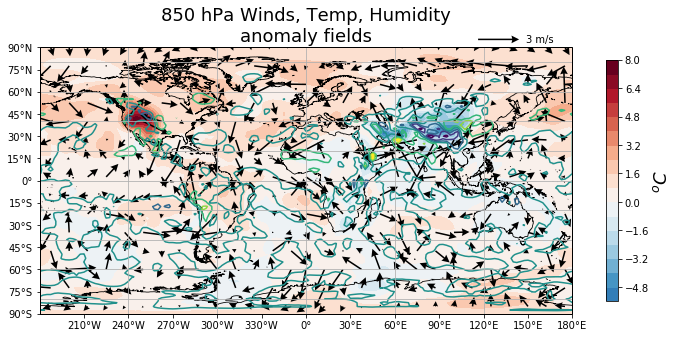 850 hPa Winds, Temp, Humidity
anomaly fields
3 m/s
90°N
75°N
60°N
45°N
30°N
15°N
0°
15°S
30°S
45°S
60°S
75°S
90°S
210°W 240°W 270°W 300°W 330°W 0° 30°E 60°E 90°E 120°E 150°E 180°E
8.0
6.4
4.8
3.2
1.6
0.0
−1.6
−3.2
−4.8
°C